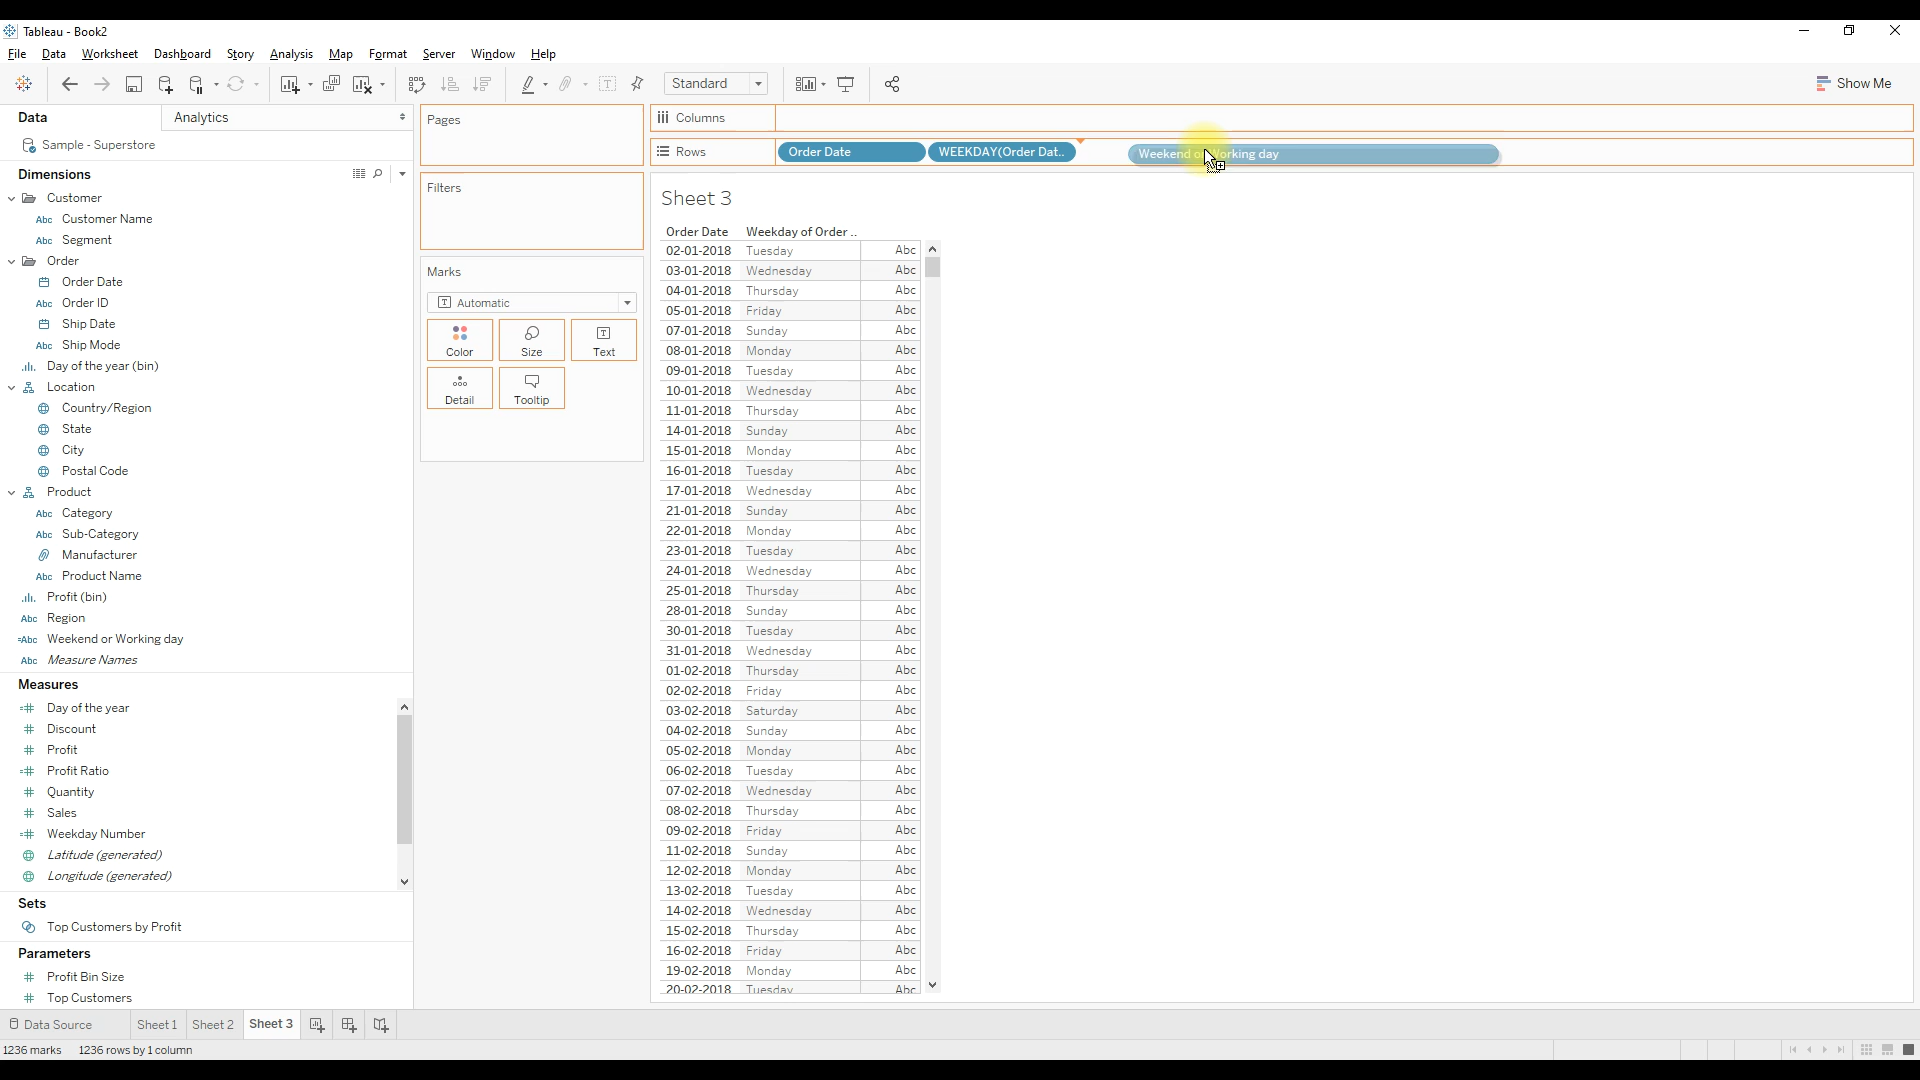 Tableau - Book2
File Data Worksheet Dashboard Story Analysis Map Format Server Window Help
Standard
Show Me
Data Analytics
Sample - Superstore
Dimensions
Customer
Abc Customer Name
Abc Segment
Order
Order Date
Abc Order ID
Ship Date
Abc Ship Mode
Day of the year (bin)
Location
Country/Region
State
City
Postal Code
Product
Abc Category
Abc Sub-Category
Manufacturer
Abc Product Name
Profit (bin)
Abc Region
=Abc Weekend or Working day
Abc Measure Names
Measures
=# Day of the year
# Discount
# Profit
=# Profit Ratio
# Quantity
# Sales
=# Weekday Number
Latitude (generated)
Longitude (generated)
Sets
Top Customers by Profit
Parameters
# Profit Bin Size
# Top Customers
Pages
Filters
Marks
T Automatic
Color Size Text
Detail Tooltip
Columns
Rows Order Date WEEKDAY(Order Dat.. Weekend or Working day
Sheet 3
Order Date Weekday of Order ..
02-01-2018 Tuesday Abc
03-01-2018 Wednesday Abc
04-01-2018 Thursday Abc
05-01-2018 Friday Abc
07-01-2018 Sunday Abc
08-01-2018 Monday Abc
09-01-2018 Tuesday Abc
10-01-2018 Wednesday Abc
11-01-2018 Thursday Abc
14-01-2018 Sunday Abc
15-01-2018 Monday Abc
16-01-2018 Tuesday Abc
17-01-2018 Wednesday Abc
21-01-2018 Sunday Abc
22-01-2018 Monday Abc
23-01-2018 Tuesday Abc
24-01-2018 Wednesday Abc
25-01-2018 Thursday Abc
28-01-2018 Sunday Abc
30-01-2018 Tuesday Abc
31-01-2018 Wednesday Abc
01-02-2018 Thursday Abc
02-02-2018 Friday Abc
03-02-2018 Saturday Abc
04-02-2018 Sunday Abc
05-02-2018 Monday Abc
06-02-2018 Tuesday Abc
07-02-2018 Wednesday Abc
08-02-2018 Thursday Abc
09-02-2018 Friday Abc
11-02-2018 Sunday Abc
12-02-2018 Monday Abc
13-02-2018 Tuesday Abc
14-02-2018 Wednesday Abc
15-02-2018 Thursday Abc
16-02-2018 Friday Abc
19-02-2018 Monday Abc
20-02-2018 Tuesday Abc
Data Source Sheet 1 Sheet 2 Sheet 3
1236 marks 1236 rows by 1 column